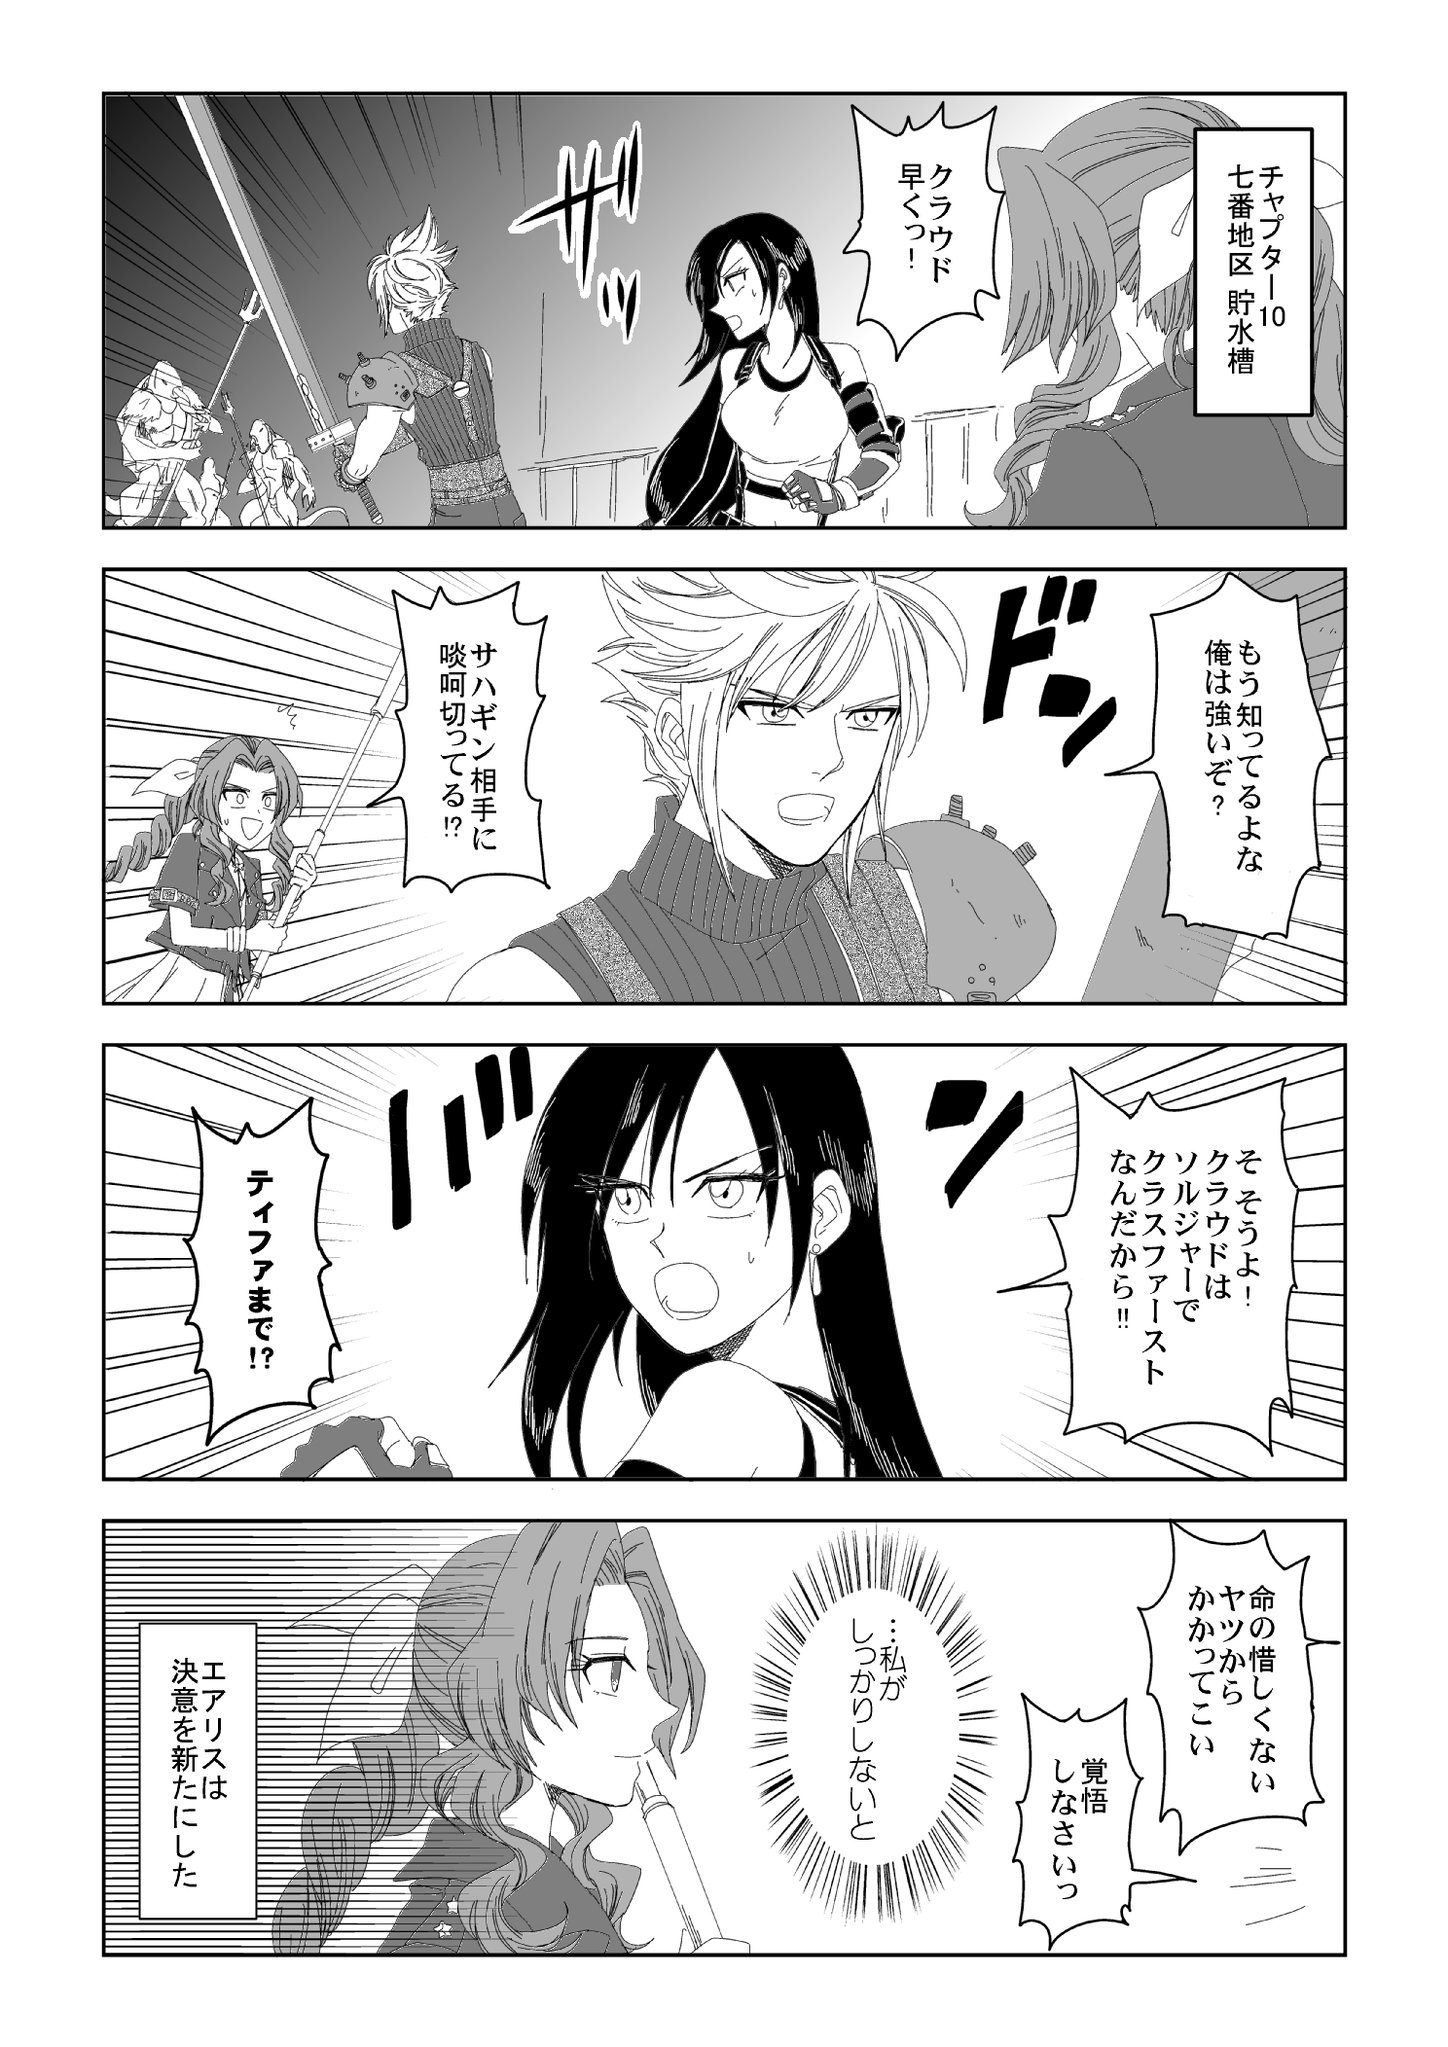 チャプター10
七番地区 貯水槽
クラウド
早くっ!
ザッ
もう知ってるよな
俺は強いぞ?
ドン
サハギン相手に
啖呵切ってる!?
そ そうよ!
クラウドは
ソルジャーで
クラスファースト
なんだから!!
バーン
ティファまで!?
命の惜しくない
ヤツから
かかってこい
覚悟
しなさいっ
…私が
しっかりしないと
エアリスは
決意を新たにした